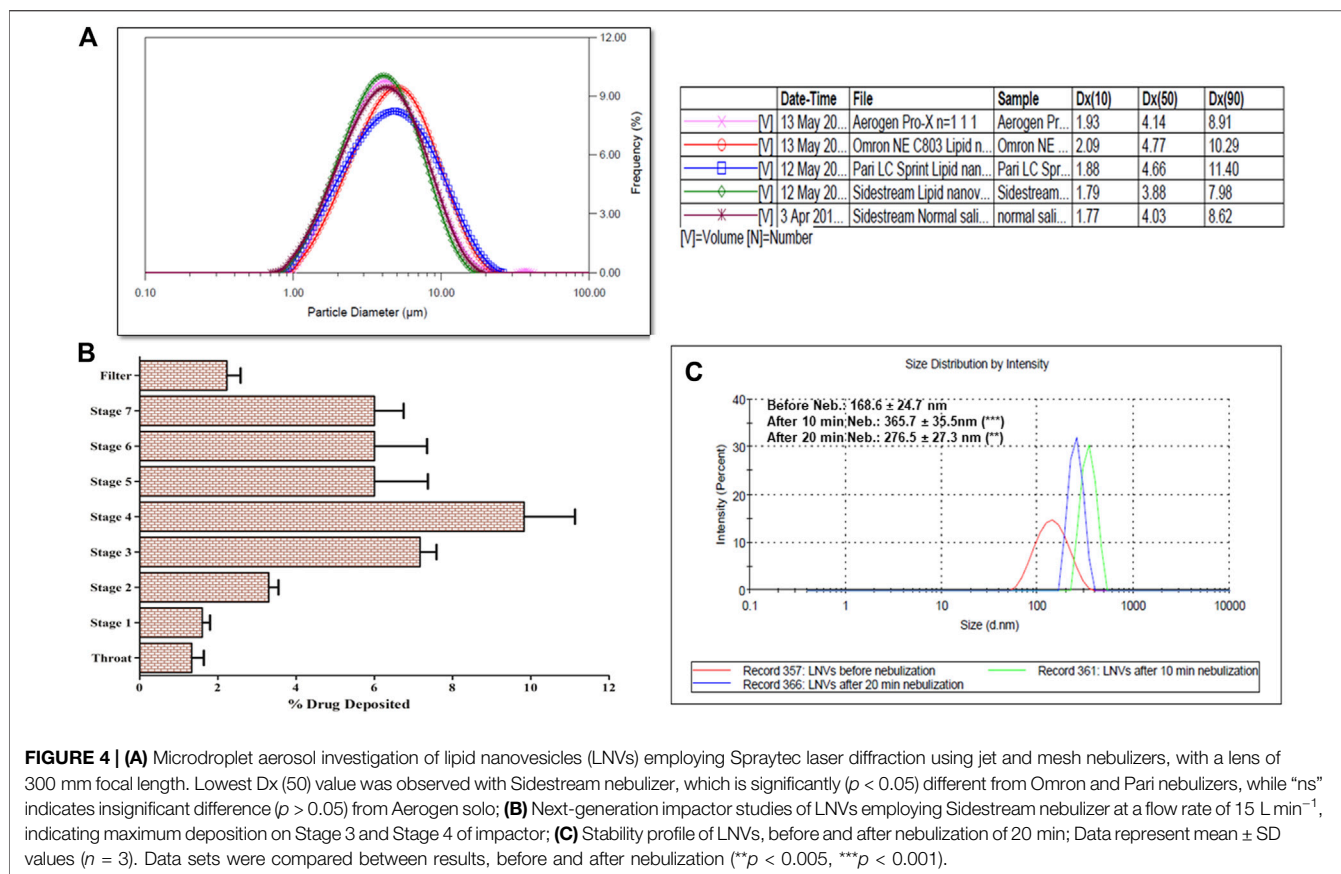 A
12.00
9.00
6.00
3.00
0.00
Frequency (%)
0.10 1.00 10.00 100.00
Particle Diameter (µm)
Date-Time File Sample Dx(10) Dx(50) Dx(90)
[V] 13 May 20... Aerogen Pro-X n=1 1 1 Aerogen Pr... 1.93 4.14 8.91
[V] 13 May 20... Omron NE C803 Lipid n... Omron NE ... 2.09 4.77 10.29
[V] 12 May 20... Pari LC Sprint Lipid nan... Pari LC Spr... 1.88 4.66 11.40
[V] 12 May 20... Sidestream Lipid nanov... Sidestream... 1.79 3.88 7.98
[V] 3 Apr 201... Sidestream Normal sali... normal sali... 1.77 4.03 8.62
[V]=Volume [N]=Number
B
Filter
Stage 7
Stage 6
Stage 5
Stage 4
Stage 3
Stage 2
Stage 1
Throat
0 2 4 6 8 10 12
% Drug Deposited
C
Size Distribution by Intensity
Before Neb.: 168.6 ± 24.7 nm
After 10 min Neb.: 365.7 ± 35.5nm (***)
After 20 min Neb.: 276.5 ± 27.3 nm (**)
40
30
20
10
0
Intensity (Percent)
0.1 1 10 100 1000 10000
Size (d.nm)
Record 357: LNVs before nebulization Record 361: LNVs after 10 min nebulization
Record 366: LNVs after 20 min nebulization
FIGURE 4 | (A) Microdroplet aerosol investigation of lipid nanovesicles (LNVs) employing Spraytec laser diffraction using jet and mesh nebulizers, with a lens of
300 mm focal length. Lowest Dx (50) value was observed with Sidestream nebulizer, which is significantly (p < 0.05) different from Omron and Pari nebulizers, while “ns”
indicates insignificant difference (p > 0.05) from Aerogen solo; (B) Next-generation impactor studies of LNVs employing Sidestream nebulizer at a flow rate of 15 L min⁻¹,
indicating maximum deposition on Stage 3 and Stage 4 of impactor; (C) Stability profile of LNVs, before and after nebulization of 20 min; Data represent mean ± SD
values (n = 3). Data sets were compared between results, before and after nebulization (**p < 0.005, ***p < 0.001).